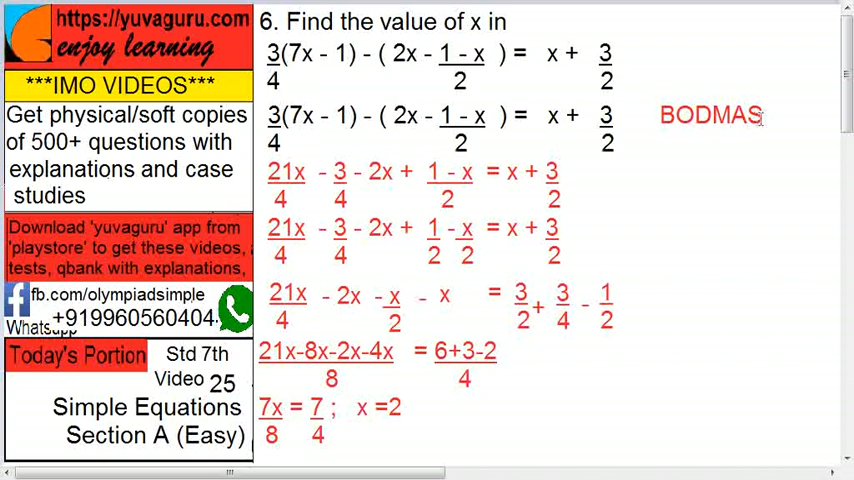 https://yuvaguru.com
enjoy learning
***IMO VIDEOS***
Get physical/soft copies
of 500+ questions with
explanations and case
studies
Download 'yuvaguru' app from
'playstore' to get these videos,
tests, qbank with explanations,
fb.com/olympiadsimple
+919960560404
Whatsapp
Today's Portion
Std 7th
Video 25
Simple Equations
Section A (Easy)
6. Find the value of x in
3/4(7x - 1) - ( 2x - 1 - x/2 ) = x + 3/2
3/4(7x - 1) - ( 2x - 1 - x/2 ) = x + 3/2 BODMAS
21x/4 - 3/4 - 2x + 1 - x/2 = x + 3/2
21x/4 - 3/4 - 2x + 1/2 - x/2 = x + 3/2
21x/4 - 2x - x/2 - x = 3/2 + 3/4 - 1/2
21x-8x-2x-4x/8 = 6+3-2/4
7x/8 = 7/4 ; x =2